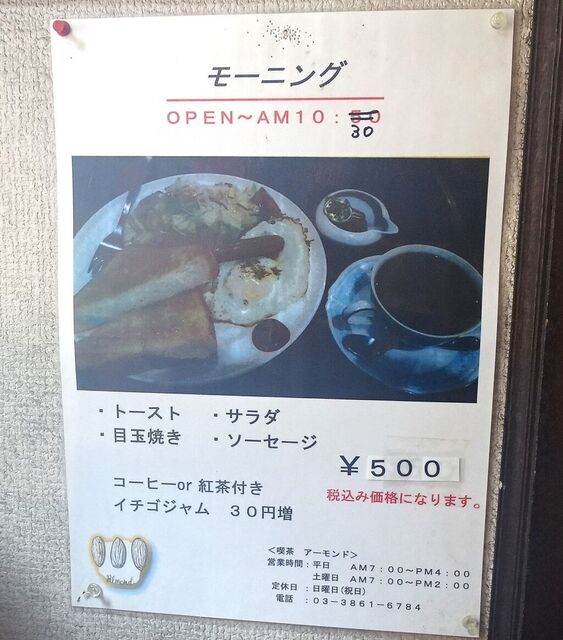 モーニング
OPEN～AM10：50
30
・トースト ・サラダ
・目玉焼き ・ソーセージ
￥500
コーヒーor 紅茶付き
税込み価格になります。
イチゴジャム ３０円増
Almond
＜喫茶 アーモンド＞
営業時間：平日 AM７：００～PM４：００
土曜日 AM７：００～PM２：００
定休日：日曜日(祝日)
電話 ：０３-３８６１-６７８４